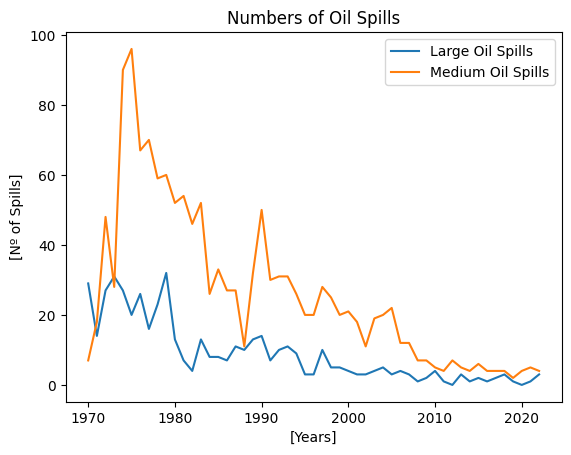 Numbers of Oil Spills
Large Oil Spills
Medium Oil Spills
[Nº of Spills]
100
80
60
40
20
0
1970
1980
1990
2000
2010
2020
[Years]